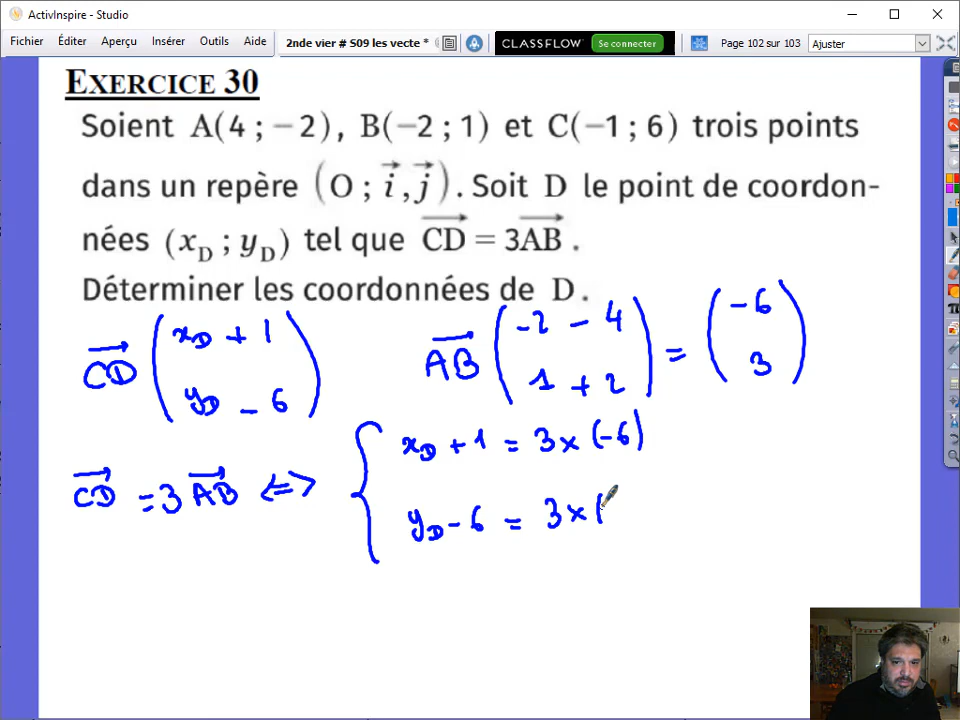 ActivInspire - Studio
Fichier Éditer Aperçu Insérer Outils Aide 2nde vier # S09 les vecte * CLASSFLOW Se connecter Page 102 sur 103 Ajuster
EXERCICE 30
Soient A(4 ; −2), B(−2 ; 1) et C(−1 ; 6) trois points
dans un repère (O ; i⃗, j⃗). Soit D le point de coordon-
nées (x_D ; y_D) tel que CD⃗ = 3AB⃗ .
Déterminer les coordonnées de D .
CD⃗ (x_D + 1 ; y_D − 6) AB⃗ (−2 − 4 ; 1 + 2) = (−6 ; 3)
x_D + 1 = 3×(−6)
CD⃗ = 3 AB⃗ ⟺
y_D − 6 = 3×(